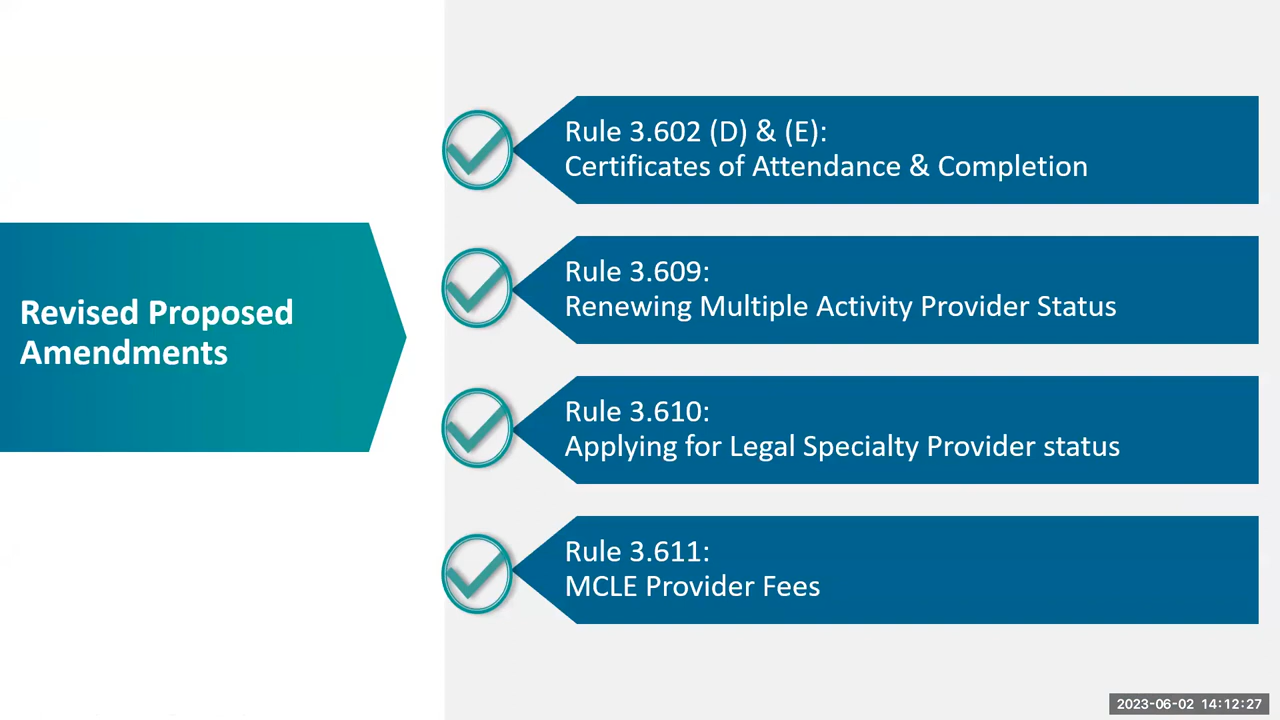 Revised Proposed
Amendments
Rule 3.602 (D) & (E):
Certificates of Attendance & Completion
Rule 3.609:
Renewing Multiple Activity Provider Status
Rule 3.610:
Applying for Legal Specialty Provider status
Rule 3.611:
MCLE Provider Fees
2023-06-02 14:12:27